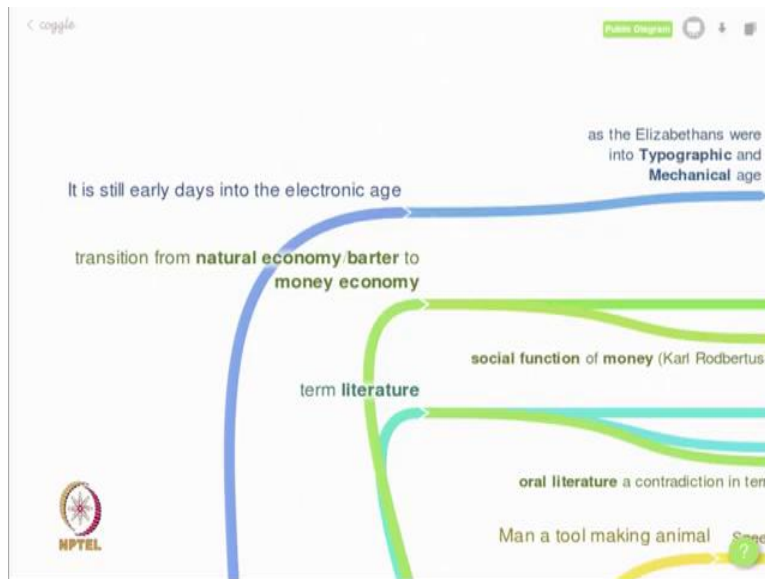 coggle
Public Diagram
as the Elizabethans were
into Typographic and
Mechanical age
It is still early days into the electronic age
transition from natural economy/barter to
money economy
social function of money (Karl Rodbertus
term literature
oral literature a contradiction in ter
Man a tool making animal
NPTEL
?